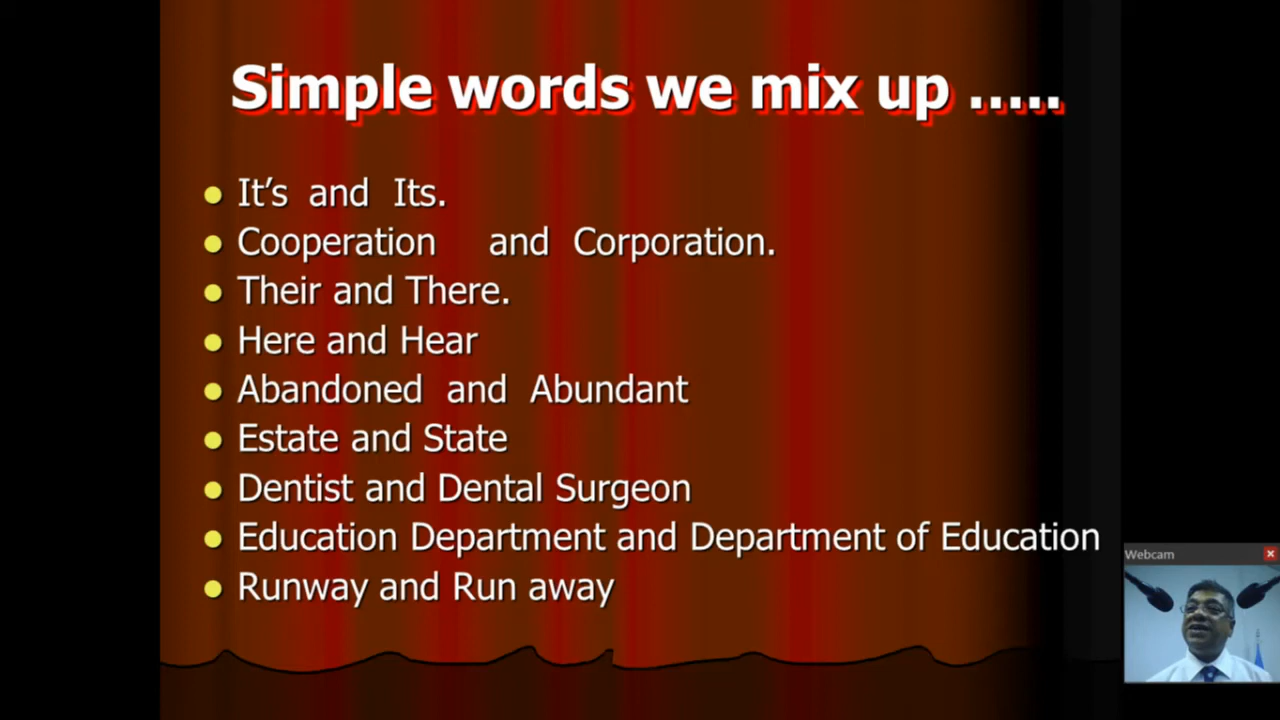 Simple words we mix up .....
It’s and Its.
Cooperation and Corporation.
Their and There.
Here and Hear
Abandoned and Abundant
Estate and State
Dentist and Dental Surgeon
Education Department and Department of Education
Runway and Run away
Webcam